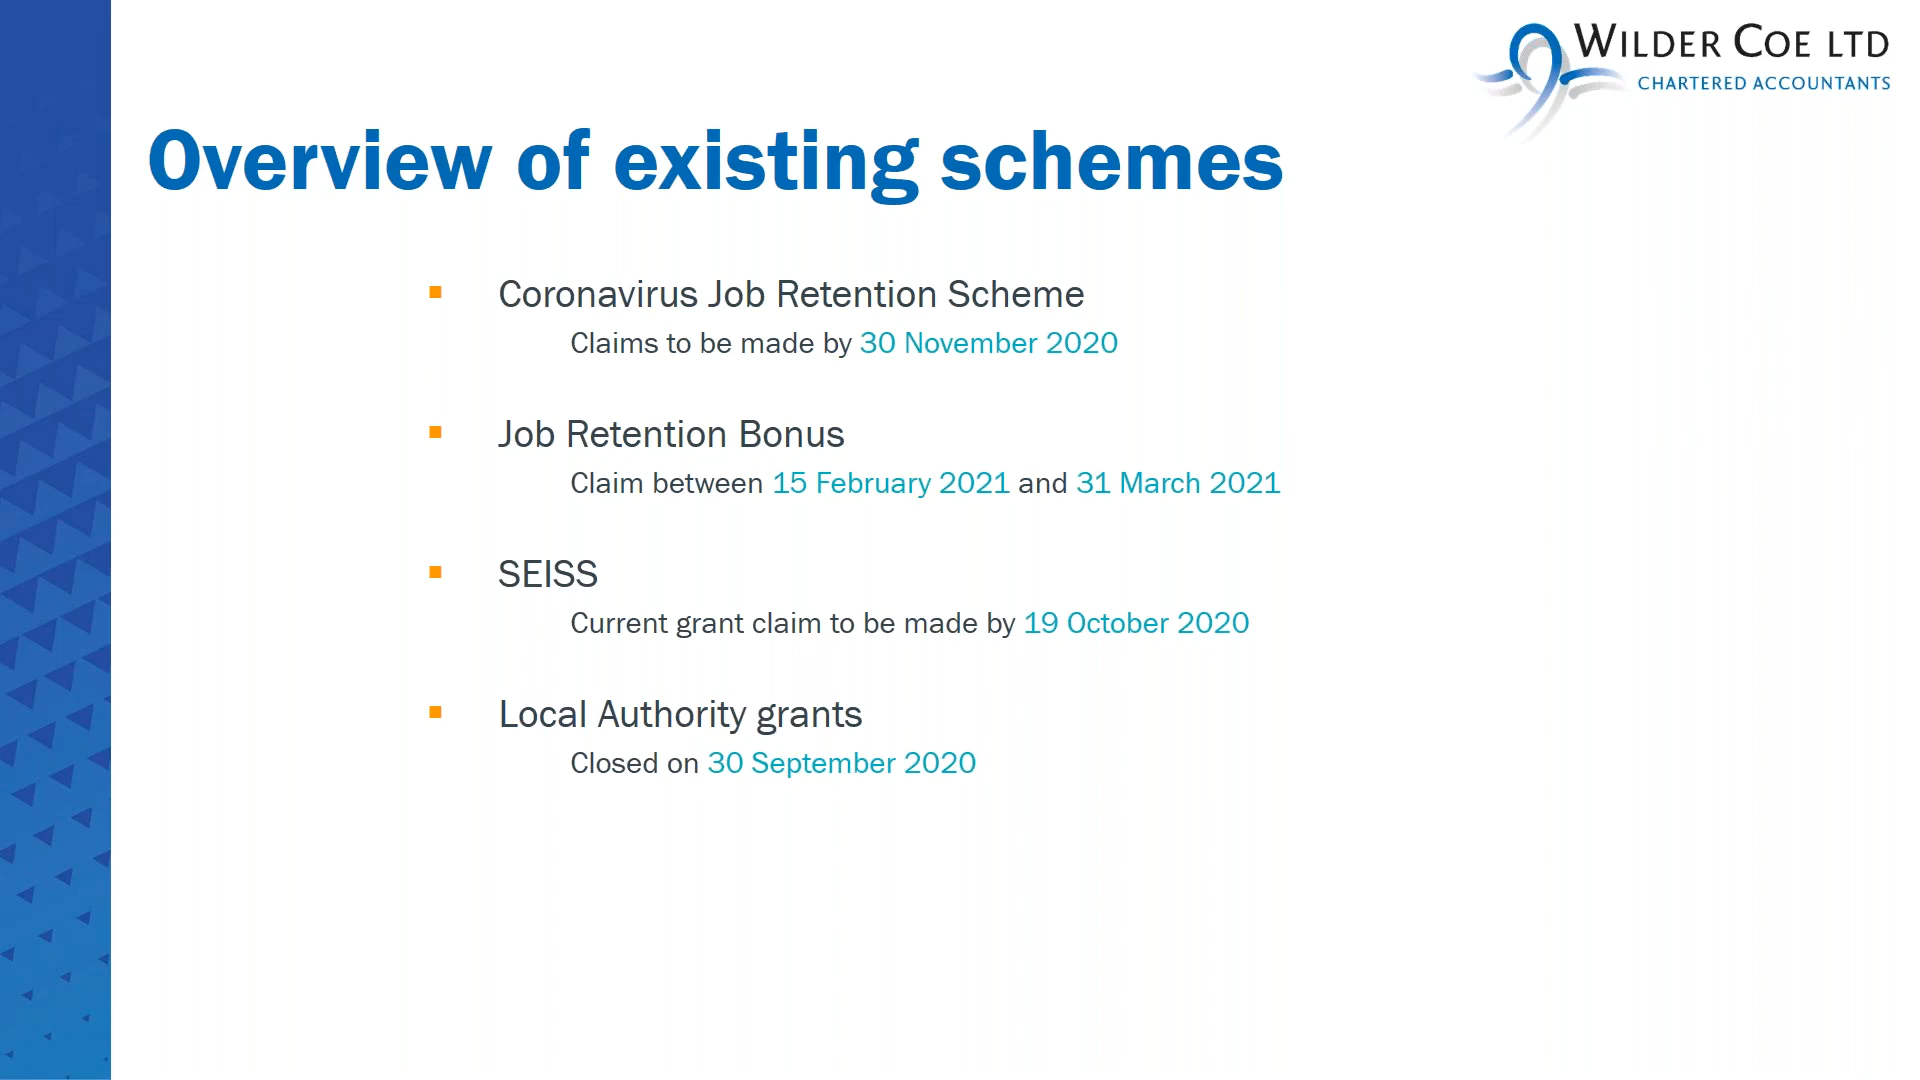 WILDER COE LTD
CHARTERED ACCOUNTANTS
Overview of existing schemes
Coronavirus Job Retention Scheme
Claims to be made by 30 November 2020
Job Retention Bonus
Claim between 15 February 2021 and 31 March 2021
SEISS
Current grant claim to be made by 19 October 2020
Local Authority grants
Closed on 30 September 2020